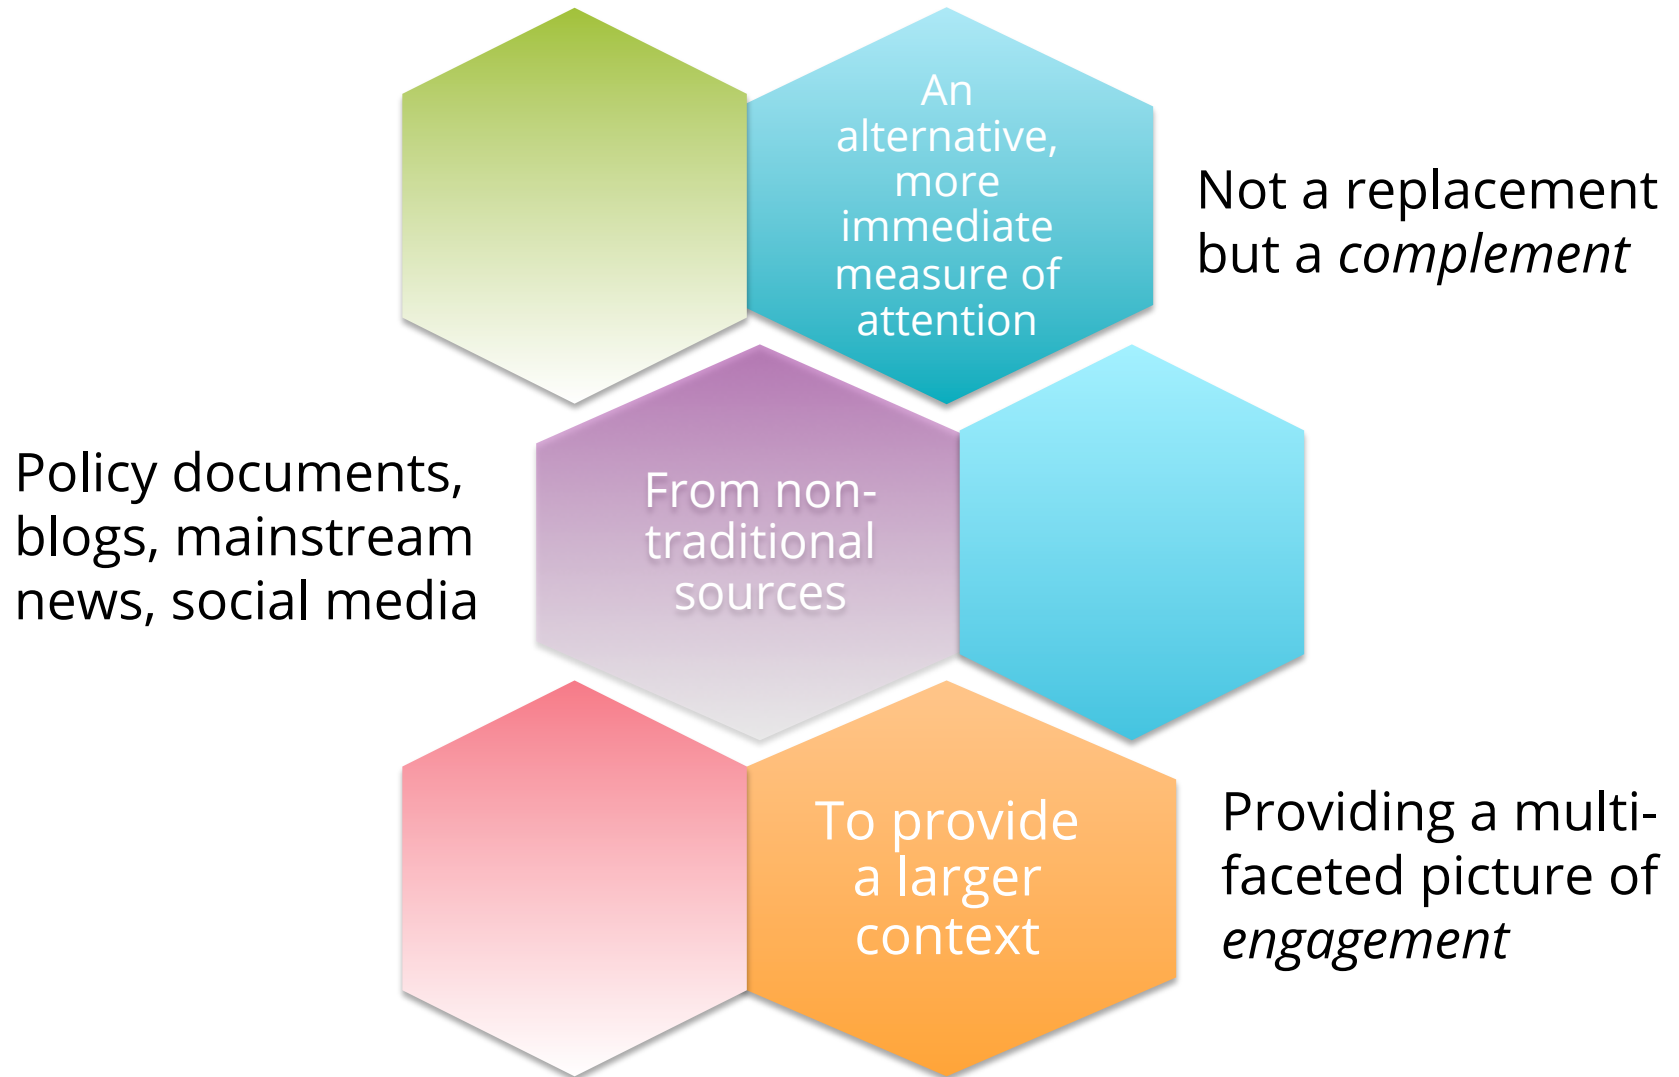 An
alternative,
more
immediate
measure of
attention
Not a replacement
but a complement
Policy documents,
blogs, mainstream
news, social media
From non-
traditional
sources
To provide
a larger
context
Providing a multi-
faceted picture of
engagement